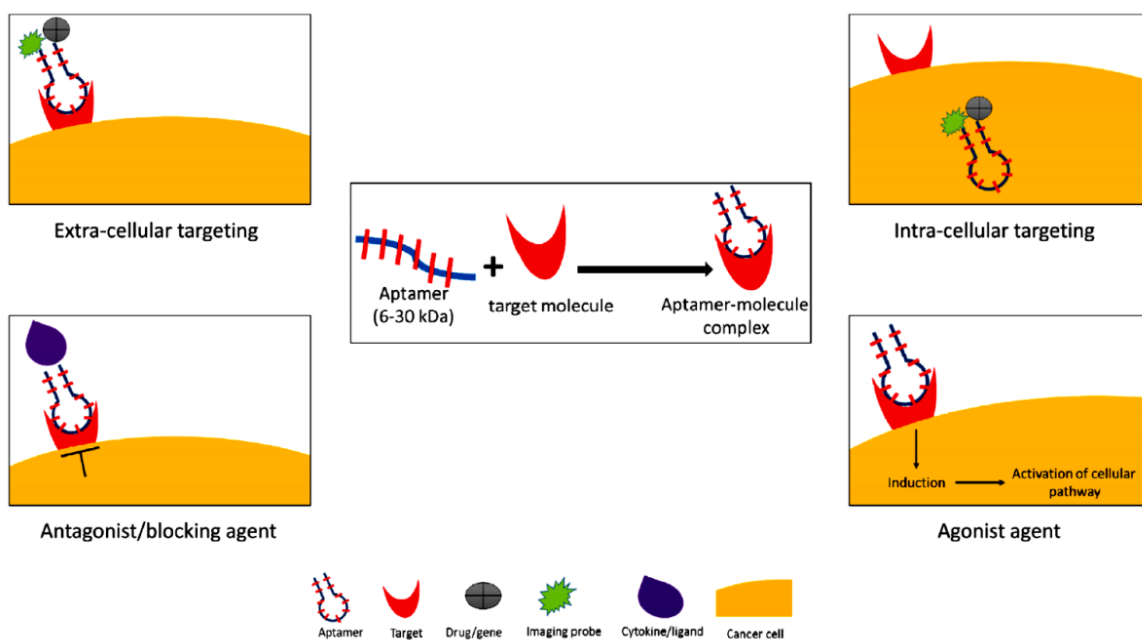 Extra-cellular targeting
Intra-cellular targeting
Aptamer
(6-30 kDa)
+
target molecule
Aptamer-molecule
complex
Antagonist/blocking agent
Induction
Activation of cellular
pathway
Agonist agent
Aptamer
Target
Drug/gene
Imaging probe
Cytokine/ligand
Cancer cell